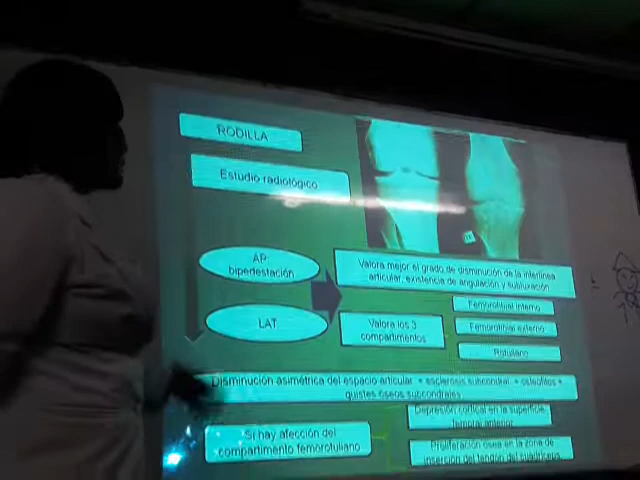 RODILLA
Estudio radiológico
AP
bipedestación
Valora mejor el grado de disminución de la interlínea
articular, existencia de angulación y subluxación
LAT
Valora los 3
compartimentos
Femorotibial interno
Femorotibial externo
Rotuliano
Disminución asimétrica del espacio articular + esclerosis subcondral + osteofitos +
quistes óseos subcondrales
Si hay afección del
compartimento femorotuliano
Depresión cortical en la superficie
femoral anterior
Proliferación ósea en la zona de
inserción del tendón del cuádriceps